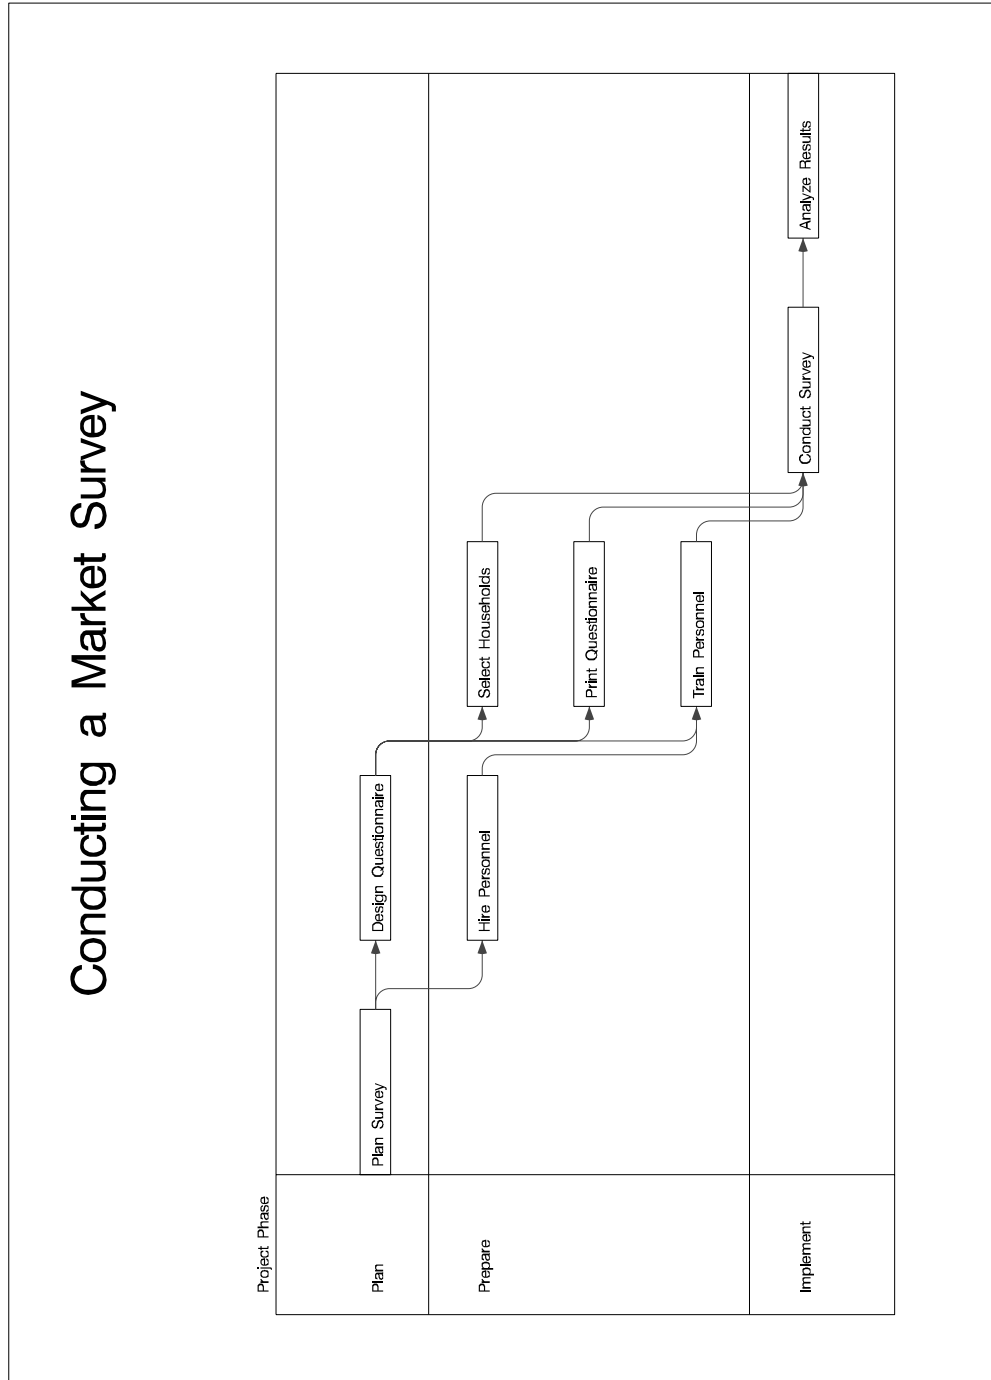 Conducting a Market Survey
Project Phase
Plan
Plan Survey
Design Questionnaire
Prepare
Hire Personnel
Select Households
Print Questionnaire
Train Personnel
Implement
Conduct Survey
Analyze Results